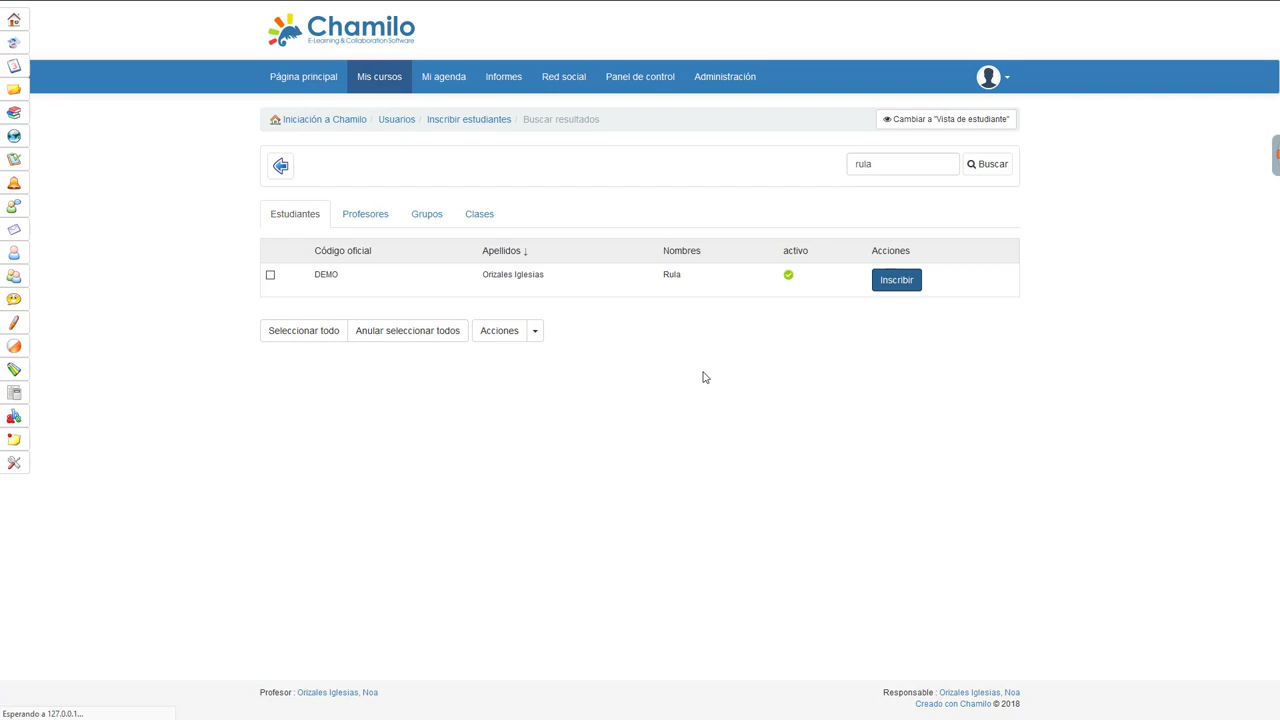 Chamilo
E-Learning & Collaboration Software
Página principal Mis cursos Mi agenda Informes Red social Panel de control Administración
Iniciación a Chamilo / Usuarios / Inscribir estudiantes / Buscar resultados Cambiar a "Vista de estudiante"
rula Buscar
Estudiantes Profesores Grupos Clases
Código oficial Apellidos ↓ Nombres activo Acciones
DEMO Orizales Iglesias Rula Inscribir
Seleccionar todo Anular seleccionar todos Acciones
Profesor : Orizales Iglesias, Noa Responsable : Orizales Iglesias, Noa
Creado con Chamilo © 2018
Esperando a 127.0.0.1...